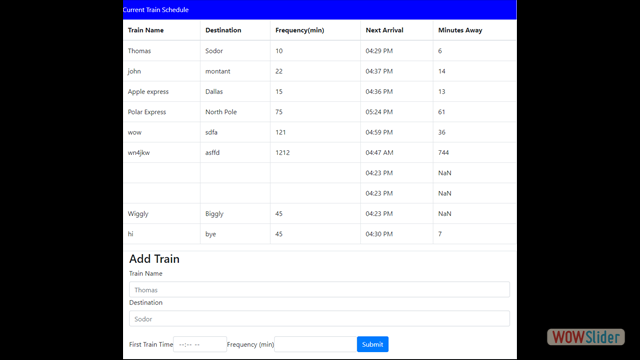 Current Train Schedule
Train Name Destination Frequency(min) Next Arrival Minutes Away
Thomas Sodor 10 04:29 PM 6
john montant 22 04:37 PM 14
Apple express Dallas 15 04:36 PM 13
Polar Express North Pole 75 05:24 PM 61
wow sdfa 121 04:59 PM 36
wn4jkw asffd 1212 04:47 AM 744
04:23 PM NaN
04:23 PM NaN
Wiggly Biggly 45 04:23 PM NaN
hi bye 45 04:30 PM 7
Add Train
Train Name
Thomas
Destination
Sodor
First Train Time --:-- -- Frequency (min) Submit
WOWSlider